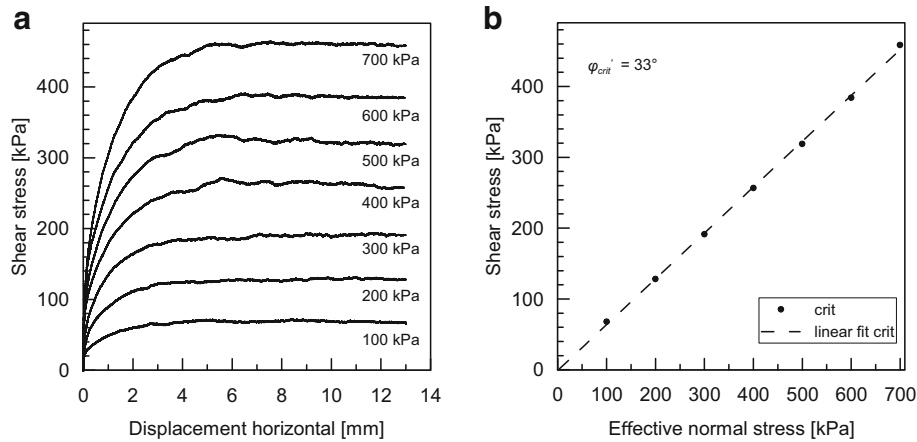 a
Shear stress [kPa]
400
300
200
100
0
700 kPa
600 kPa
500 kPa
400 kPa
300 kPa
200 kPa
100 kPa
0 2 4 6 8 10 12 14
Displacement horizontal [mm]
b
Shear stress [kPa]
400
300
200
100
0
φcrit' = 33°
crit
linear fit crit
0 100 200 300 400 500 600 700
Effective normal stress [kPa]